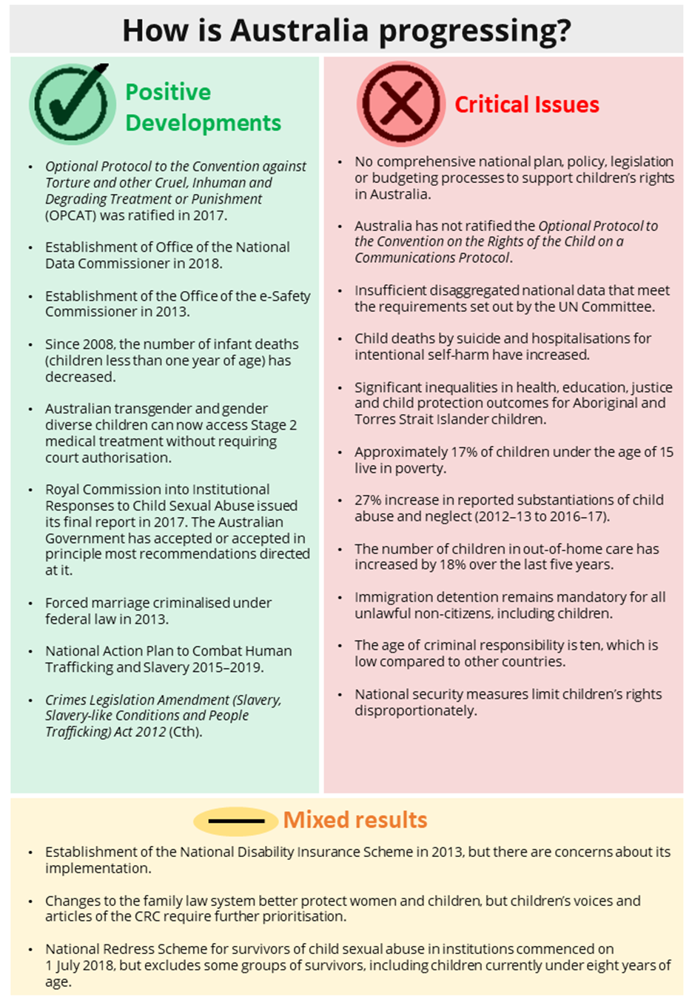 How is Australia progressing?
Positive
Developments
• Optional Protocol to the Convention against
Torture and other Cruel, Inhuman and
Degrading Treatment or Punishment
(OPCAT) was ratified in 2017.
• Establishment of Office of the National
Data Commissioner in 2018.
• Establishment of the Office of the e-Safety
Commissioner in 2013.
• Since 2008, the number of infant deaths
(children less than one year of age) has
decreased.
• Australian transgender and gender
diverse children can now access Stage 2
medical treatment without requiring
court authorisation.
• Royal Commission into Institutional
Responses to Child Sexual Abuse issued
its final report in 2017. The Australian
Government has accepted or accepted in
principle most recommendations directed
at it.
• Forced marriage criminalised under
federal law in 2013.
• National Action Plan to Combat Human
Trafficking and Slavery 2015–2019.
• Crimes Legislation Amendment (Slavery,
Slavery-like Conditions and People
Trafficking) Act 2012 (Cth).
Critical Issues
• No comprehensive national plan, policy, legislation
or budgeting processes to support children's rights
in Australia.
• Australia has not ratified the Optional Protocol to
the Convention on the Rights of the Child on a
Communications Protocol.
• Insufficient disaggregated national data that meet
the requirements set out by the UN Committee.
• Child deaths by suicide and hospitalisations for
intentional self-harm have increased.
• Significant inequalities in health, education, justice
and child protection outcomes for Aboriginal and
Torres Strait Islander children.
• Approximately 17% of children under the age of 15
live in poverty.
• 27% increase in reported substantiations of child
abuse and neglect (2012–13 to 2016–17).
• The number of children in out-of-home care has
increased by 18% over the last five years.
• Immigration detention remains mandatory for all
unlawful non-citizens, including children.
• The age of criminal responsibility is ten, which is
low compared to other countries.
• National security measures limit children's rights
disproportionately.
Mixed results
• Establishment of the National Disability Insurance Scheme in 2013, but there are concerns about its
implementation.
• Changes to the family law system better protect women and children, but children's voices and
articles of the CRC require further prioritisation.
• National Redress Scheme for survivors of child sexual abuse in institutions commenced on
1 July 2018, but excludes some groups of survivors, including children currently under eight years of
age.